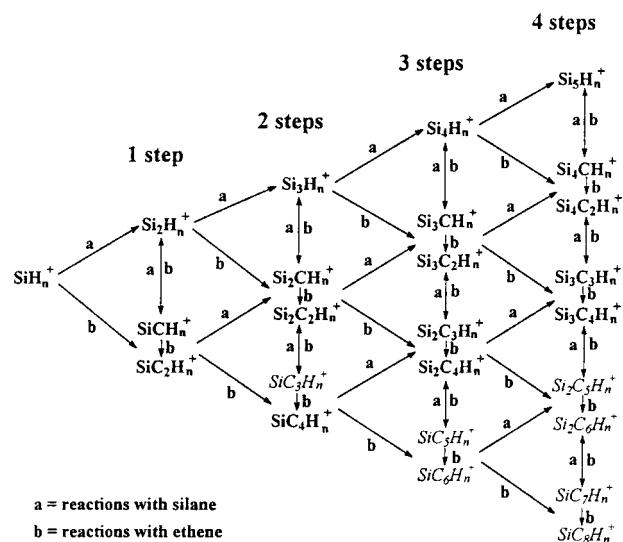 4 steps
Si₅Hₙ⁺
a
3 steps
a b
Si₄Hₙ⁺
2 steps
a
b
Si₄CHₙ⁺
b
Si₄C₂Hₙ⁺
1 step
a b
Si₃Hₙ⁺
a
Si₃CHₙ⁺
a
b
b
Si₃C₂Hₙ⁺
a b
Si₂Hₙ⁺
a b
a
b
Si₃C₃Hₙ⁺
b
Si₃C₄Hₙ⁺
SiHₙ⁺
a b
b
Si₂CHₙ⁺
b
Si₂C₂Hₙ⁺
a
a b
Si₂C₃Hₙ⁺
b
Si₂C₄Hₙ⁺
a
b
SiCHₙ⁺
b
SiC₂Hₙ⁺
a
a b
b
a b
SiC₃Hₙ⁺
b
SiC₄Hₙ⁺
a
b
Si₂C₅Hₙ⁺
b
Si₂C₆Hₙ⁺
b
a b
SiC₅Hₙ⁺
b
SiC₆Hₙ⁺
a
b
a b
SiC₇Hₙ⁺
b
SiC₈Hₙ⁺
b
a = reactions with silane
b = reactions with ethene